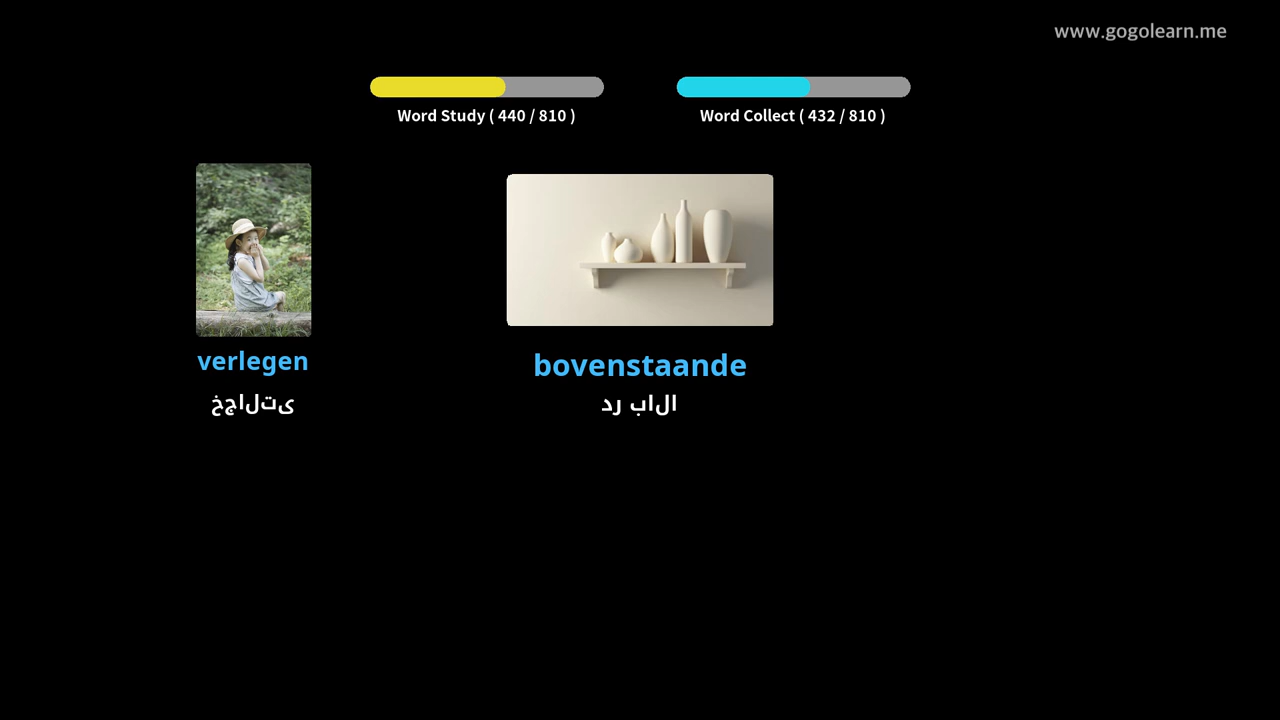 www.gogolearn.me
Word Study ( 440 / 810 )
Word Collect ( 432 / 810 )
verlegen
خجالتی
bovenstaande
در بالا